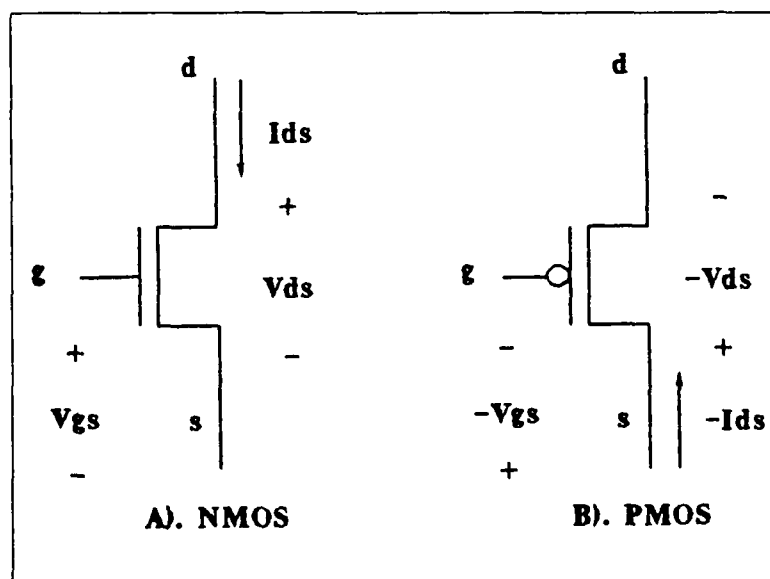 d d
Ids
+ -
g Vds g -Vds
+ - - +
Vgs s -Vgs s -Ids
- +
A). NMOS B). PMOS